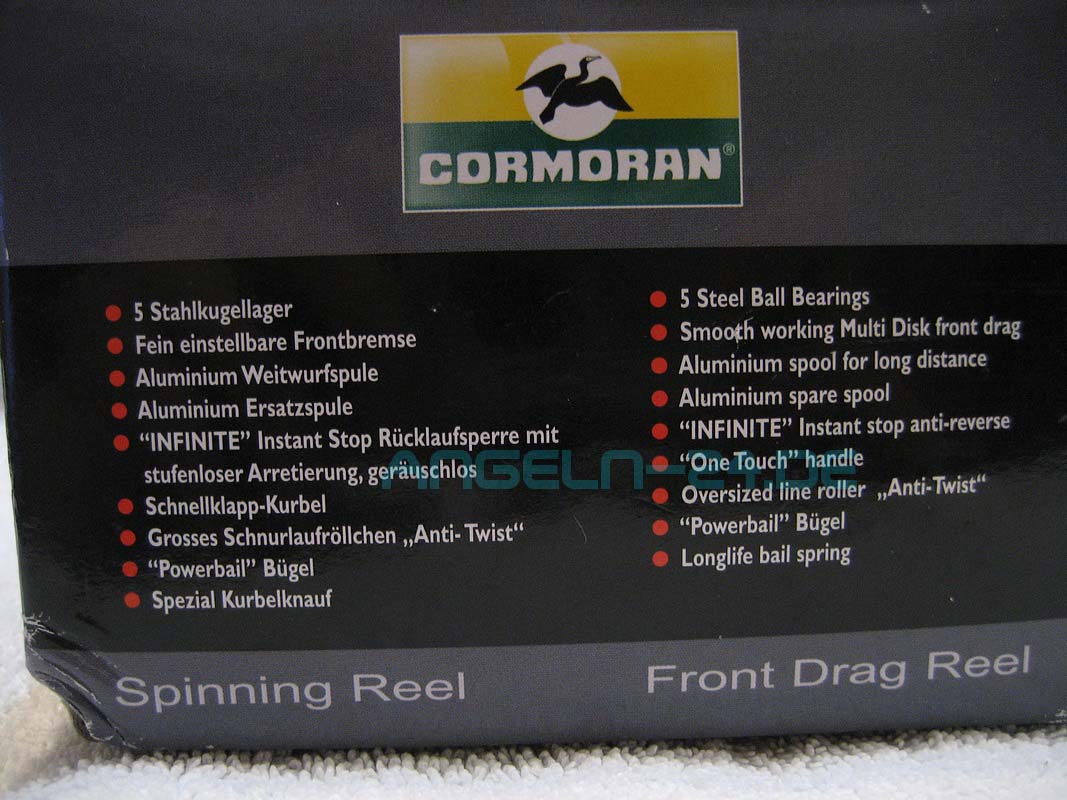 CORMORAN®
5 Stahlkugellager
Fein einstellbare Frontbremse
Aluminium Weitwurfspule
Aluminium Ersatzspule
“INFINITE” Instant Stop Rücklaufsperre mit
stufenloser Arretierung, geräuschlos
Schnellklapp-Kurbel
Grosses Schnurlaufröllchen „Anti-Twist“
“Powerbail” Bügel
Spezial Kurbelknauf
5 Steel Ball Bearings
Smooth working Multi Disk front drag
Aluminium spool for long distance
Aluminium spare spool
“INFINITE” Instant stop anti-reverse
“One Touch” handle
Oversized line roller „Anti-Twist“
“Powerbail” Bügel
Longlife bail spring
ANGELN-24.DE
Spinning Reel
Front Drag Reel